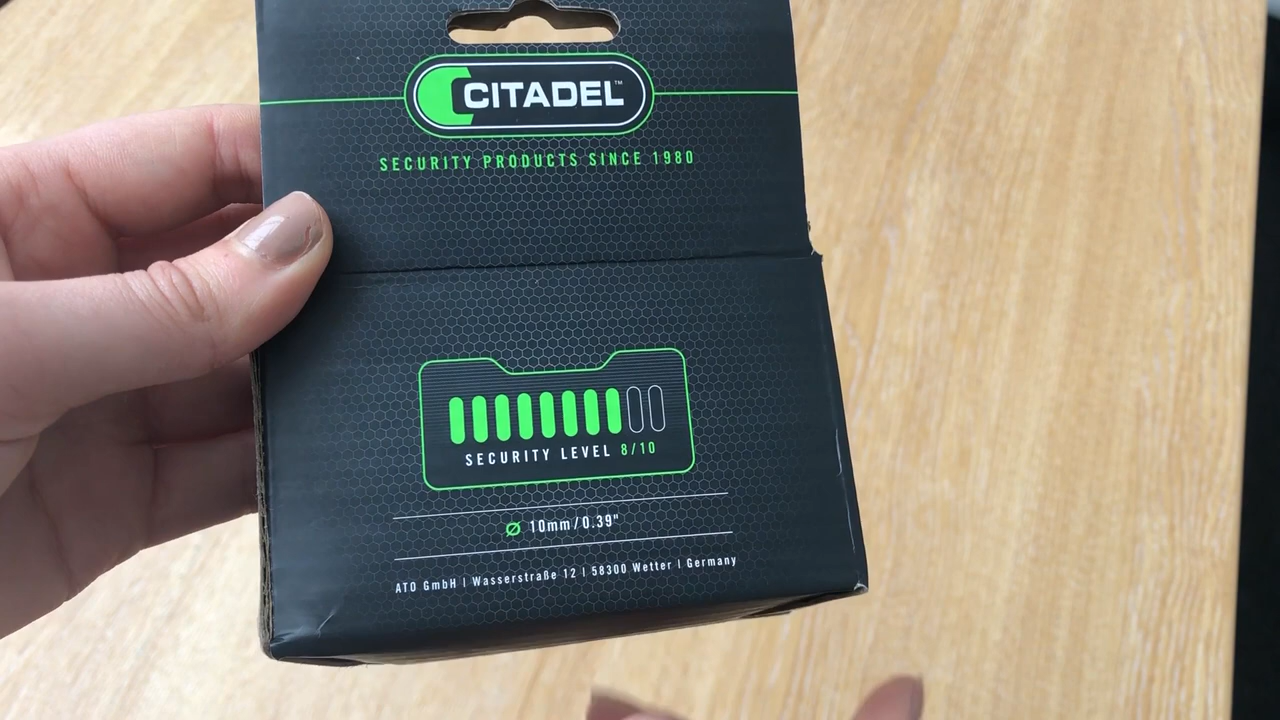 CITADEL™
SECURITY PRODUCTS SINCE 1980
SECURITY LEVEL 8/10
Ø 10mm/0.39"
ATO GmbH | Wasserstraße 12 | 58300 Wetter | Germany